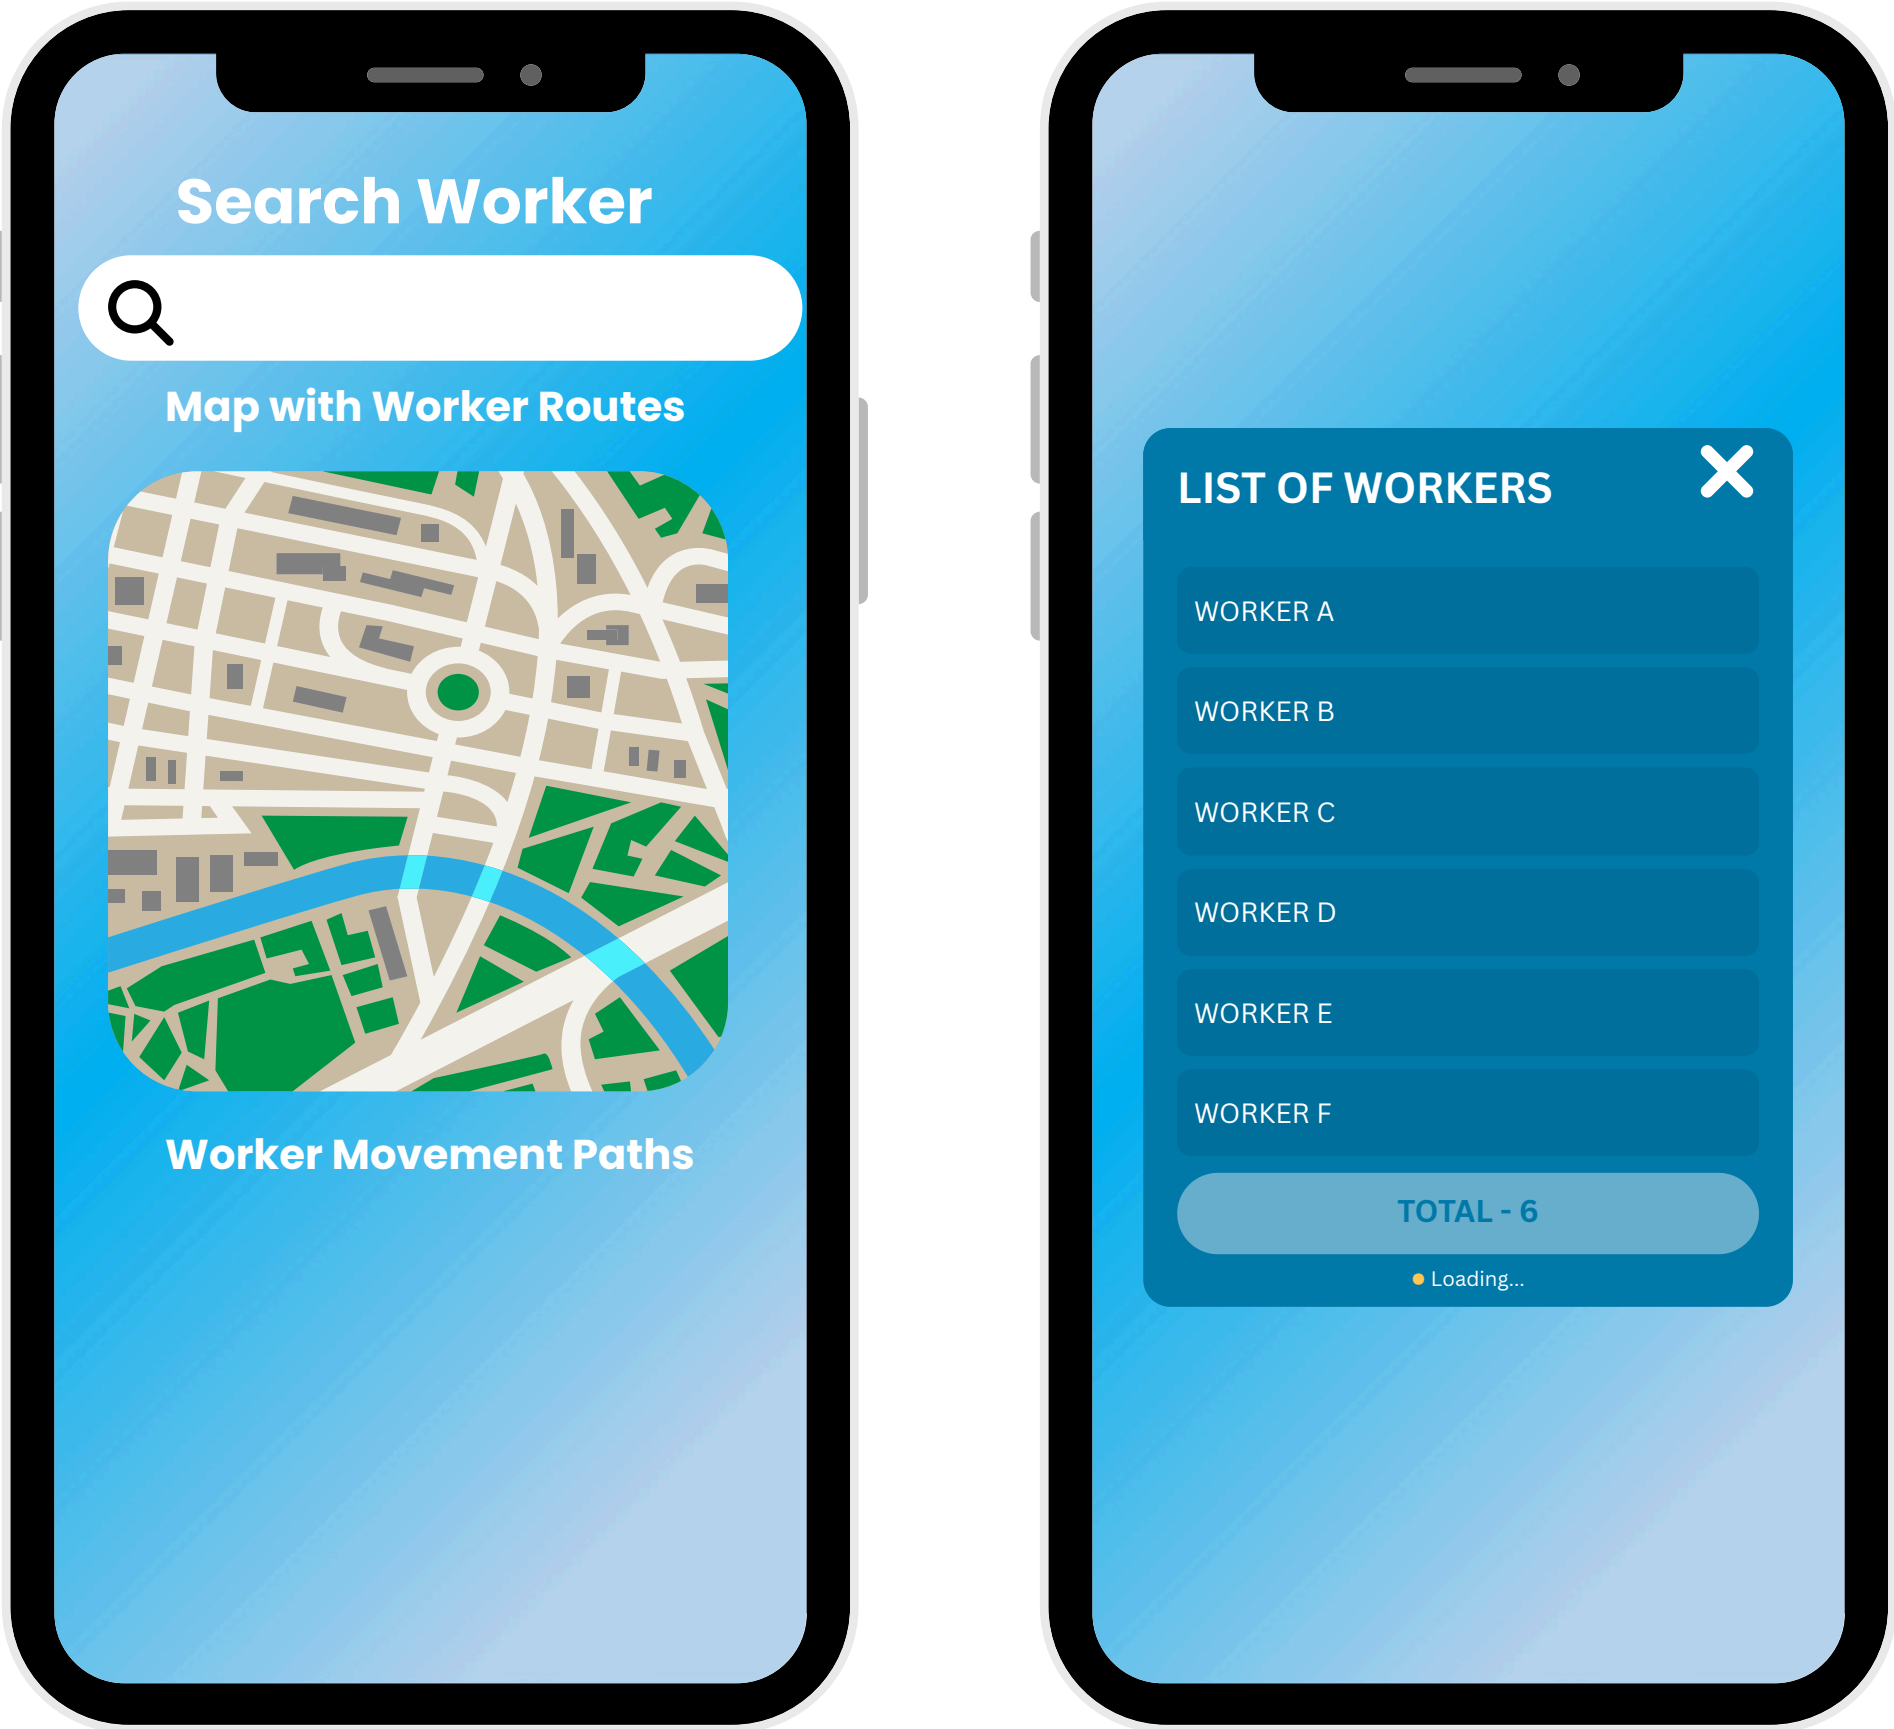 Search Worker
Map with Worker Routes
Worker Movement Paths
LIST OF WORKERS
WORKER A
WORKER B
WORKER C
WORKER D
WORKER E
WORKER F
TOTAL - 6
Loading...